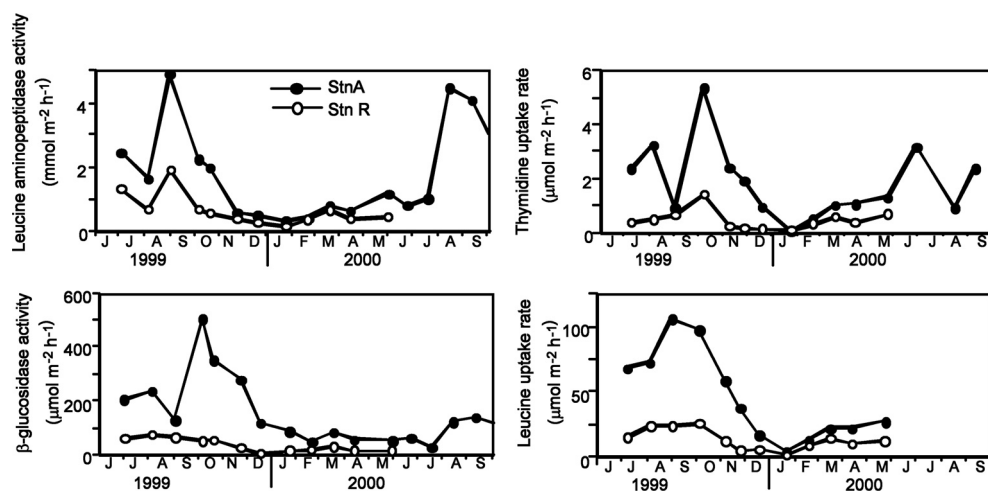 Leucine aminopeptidase activity
(mmol m⁻² h⁻¹)
4
2
0
StnA
Stn R
J J A S O N D J F M A M J J A S
1999 2000
Thymidine uptake rate
(μmol m⁻² h⁻¹)
6
4
2
0
J J A S O N D J F M A M J J A S
1999 2000
β-glucosidase activity
(μmol m⁻² h⁻¹)
600
400
200
0
J J A S O N D J F M A M J J A S
1999 2000
Leucine uptake rate
(μmol m⁻² h⁻¹)
100
50
0
J J A S O N D J F M A M J J A S
1999 2000